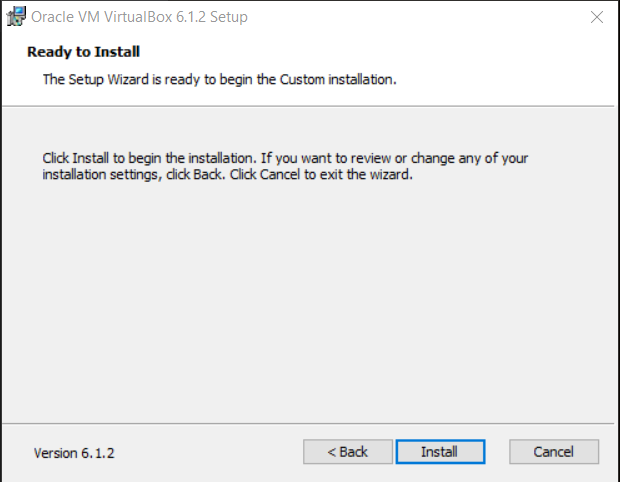 Oracle VM VirtualBox 6.1.2 Setup
Ready to Install
The Setup Wizard is ready to begin the Custom installation.
Click Install to begin the installation. If you want to review or change any of your
installation settings, click Back. Click Cancel to exit the wizard.
Version 6.1.2
< Back
Install
Cancel